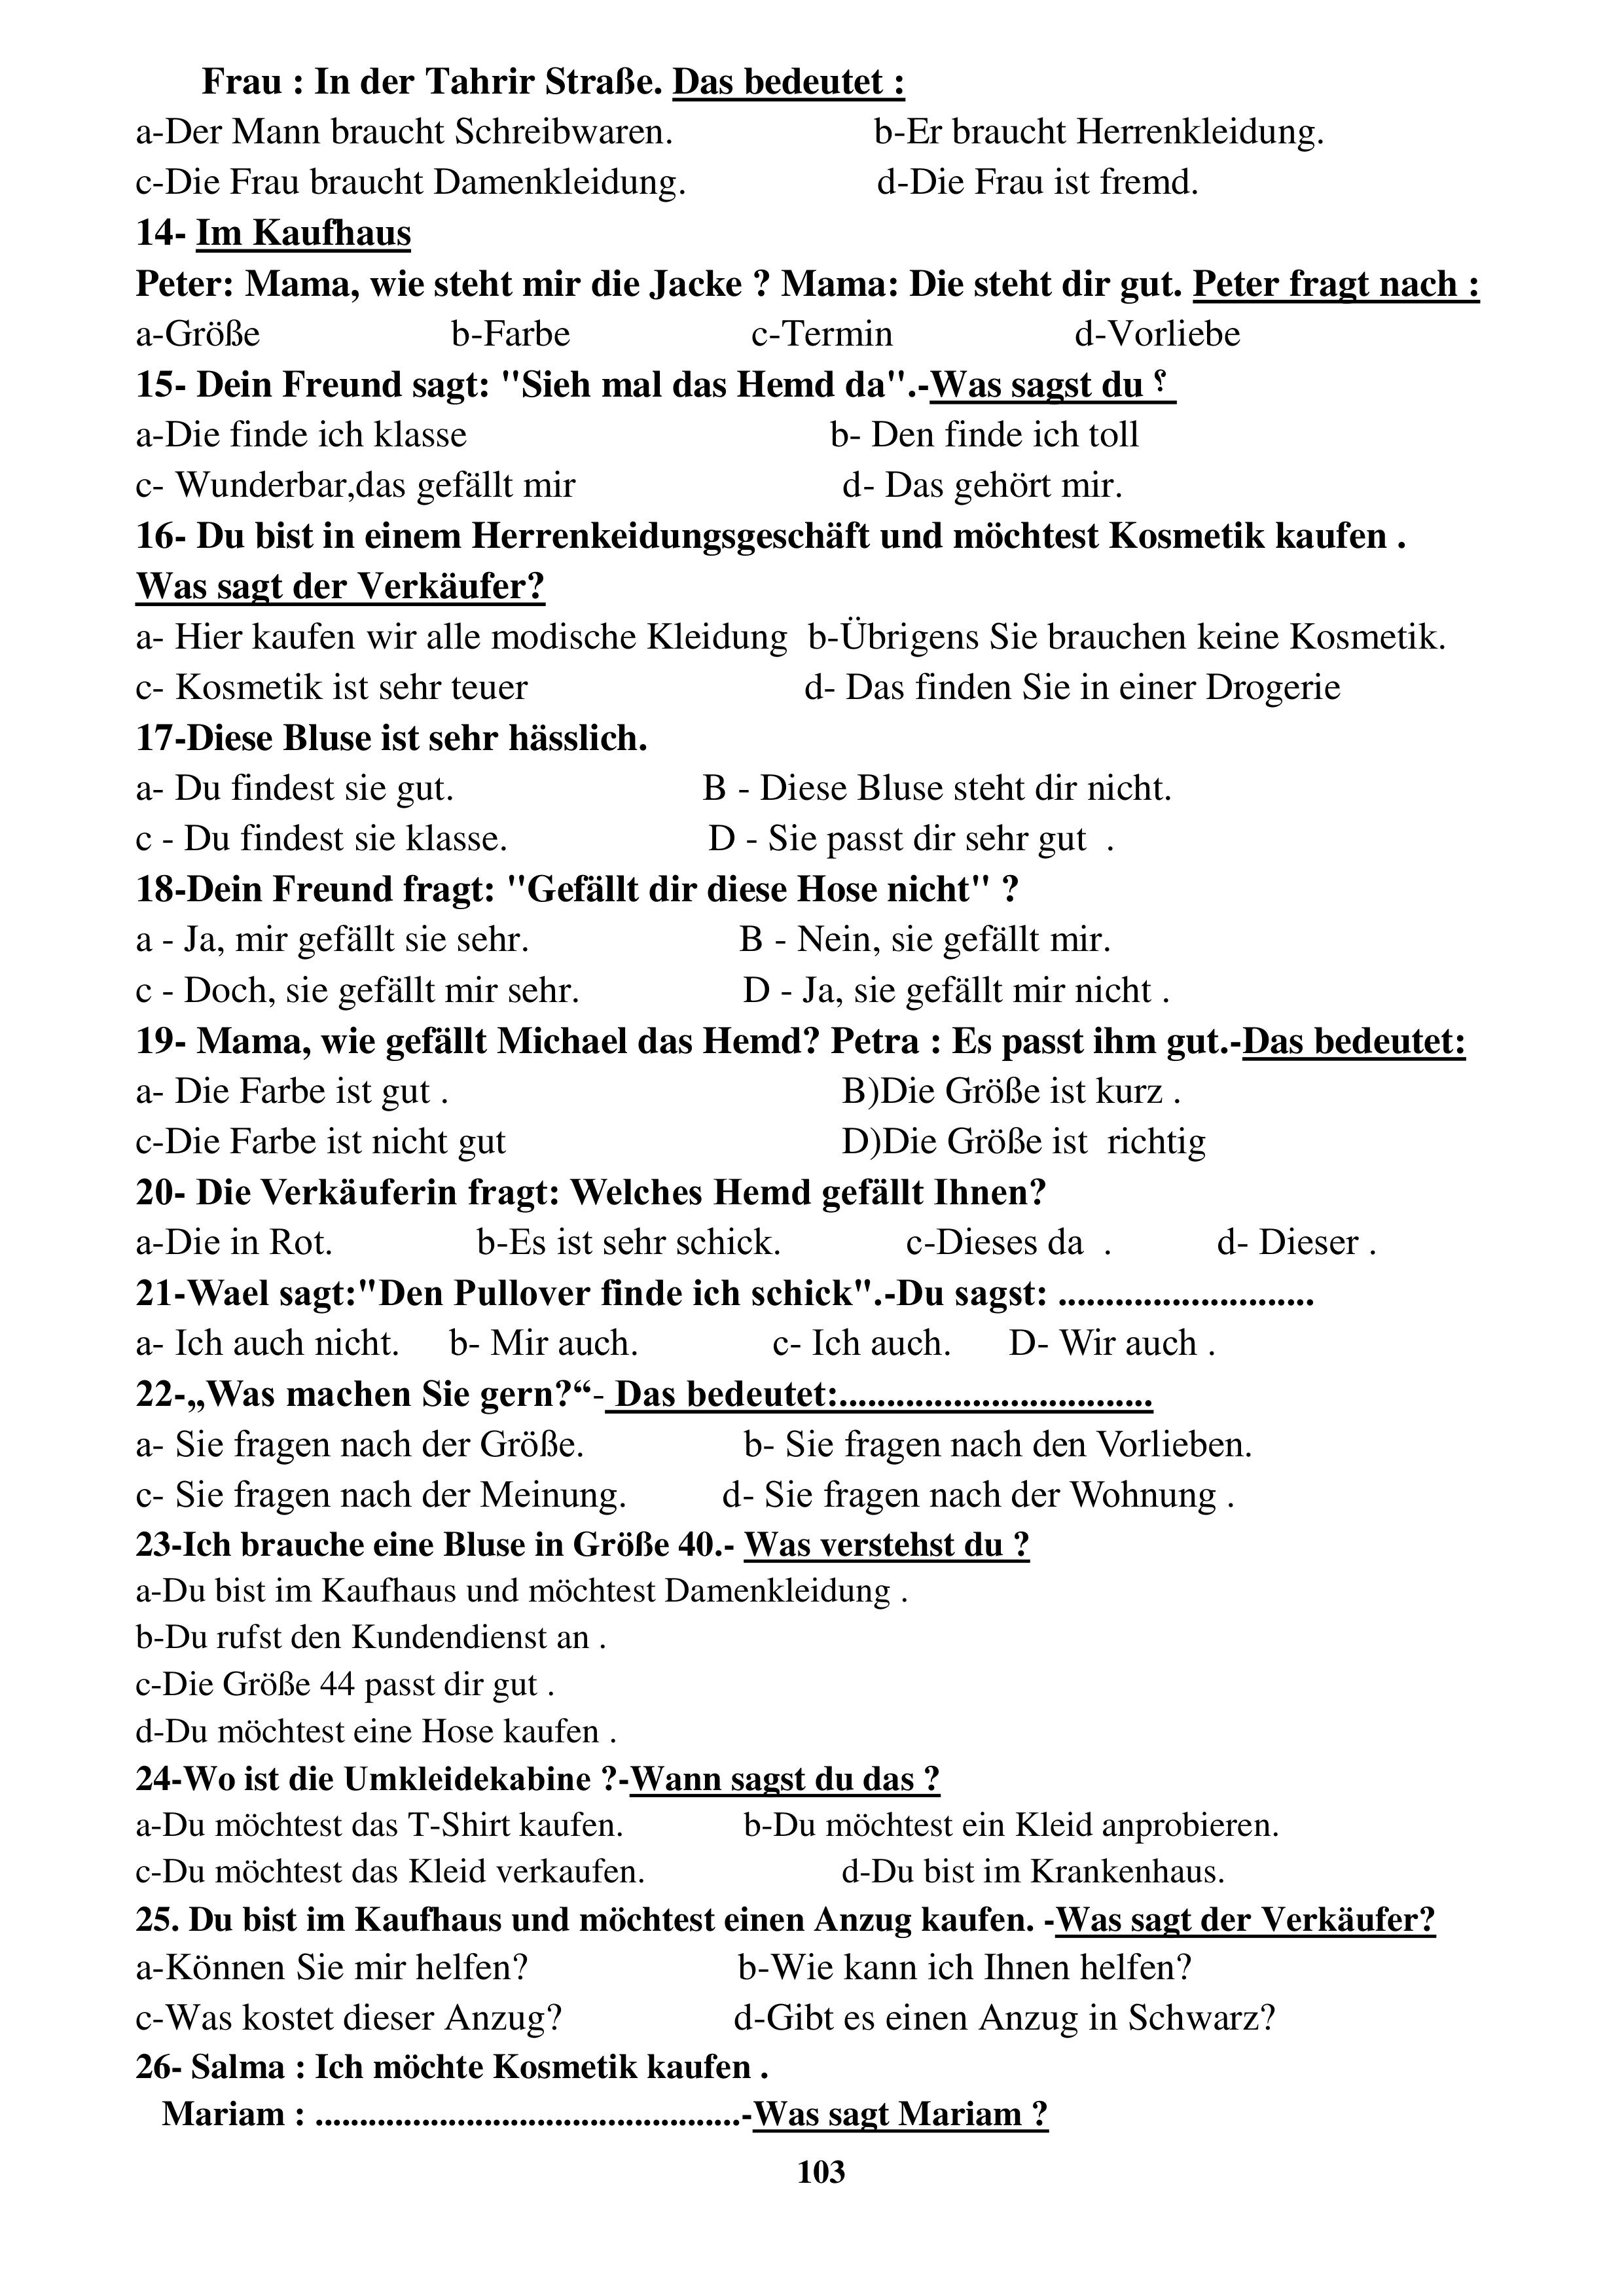 Frau : In der Tahrir Straße. Das bedeutet :
a-Der Mann braucht Schreibwaren. b-Er braucht Herrenkleidung.
c-Die Frau braucht Damenkleidung. d-Die Frau ist fremd.
14- Im Kaufhaus
Peter: Mama, wie steht mir die Jacke ? Mama: Die steht dir gut. Peter fragt nach :
a-Größe b-Farbe c-Termin d-Vorliebe
15- Dein Freund sagt: "Sieh mal das Hemd da".-Was sagst du ؟
a-Die finde ich klasse b- Den finde ich toll
c- Wunderbar,das gefällt mir d- Das gehört mir.
16- Du bist in einem Herrenkeidungsgeschäft und möchtest Kosmetik kaufen .
Was sagt der Verkäufer?
a- Hier kaufen wir alle modische Kleidung b-Übrigens Sie brauchen keine Kosmetik.
c- Kosmetik ist sehr teuer d- Das finden Sie in einer Drogerie
17-Diese Bluse ist sehr hässlich.
a- Du findest sie gut. B - Diese Bluse steht dir nicht.
c - Du findest sie klasse. D - Sie passt dir sehr gut .
18-Dein Freund fragt: "Gefällt dir diese Hose nicht" ?
a - Ja, mir gefällt sie sehr. B - Nein, sie gefällt mir.
c - Doch, sie gefällt mir sehr. D - Ja, sie gefällt mir nicht .
19- Mama, wie gefällt Michael das Hemd? Petra : Es passt ihm gut.-Das bedeutet:
a- Die Farbe ist gut . B)Die Größe ist kurz .
c-Die Farbe ist nicht gut D)Die Größe ist richtig
20- Die Verkäuferin fragt: Welches Hemd gefällt Ihnen?
a-Die in Rot. b-Es ist sehr schick. c-Dieses da . d- Dieser .
21-Wael sagt:"Den Pullover finde ich schick".-Du sagst: ...........................
a- Ich auch nicht. b- Mir auch. c- Ich auch. D- Wir auch .
22-„Was machen Sie gern?“- Das bedeutet:.................................
a- Sie fragen nach der Größe. b- Sie fragen nach den Vorlieben.
c- Sie fragen nach der Meinung. d- Sie fragen nach der Wohnung .
23-Ich brauche eine Bluse in Größe 40.- Was verstehst du ?
a-Du bist im Kaufhaus und möchtest Damenkleidung .
b-Du rufst den Kundendienst an .
c-Die Größe 44 passt dir gut .
d-Du möchtest eine Hose kaufen .
24-Wo ist die Umkleidekabine ?-Wann sagst du das ?
a-Du möchtest das T-Shirt kaufen. b-Du möchtest ein Kleid anprobieren.
c-Du möchtest das Kleid verkaufen. d-Du bist im Krankenhaus.
25. Du bist im Kaufhaus und möchtest einen Anzug kaufen. -Was sagt der Verkäufer?
a-Können Sie mir helfen? b-Wie kann ich Ihnen helfen?
c-Was kostet dieser Anzug? d-Gibt es einen Anzug in Schwarz?
26- Salma : Ich möchte Kosmetik kaufen .
Mariam : ................................................-Was sagt Mariam ?
103